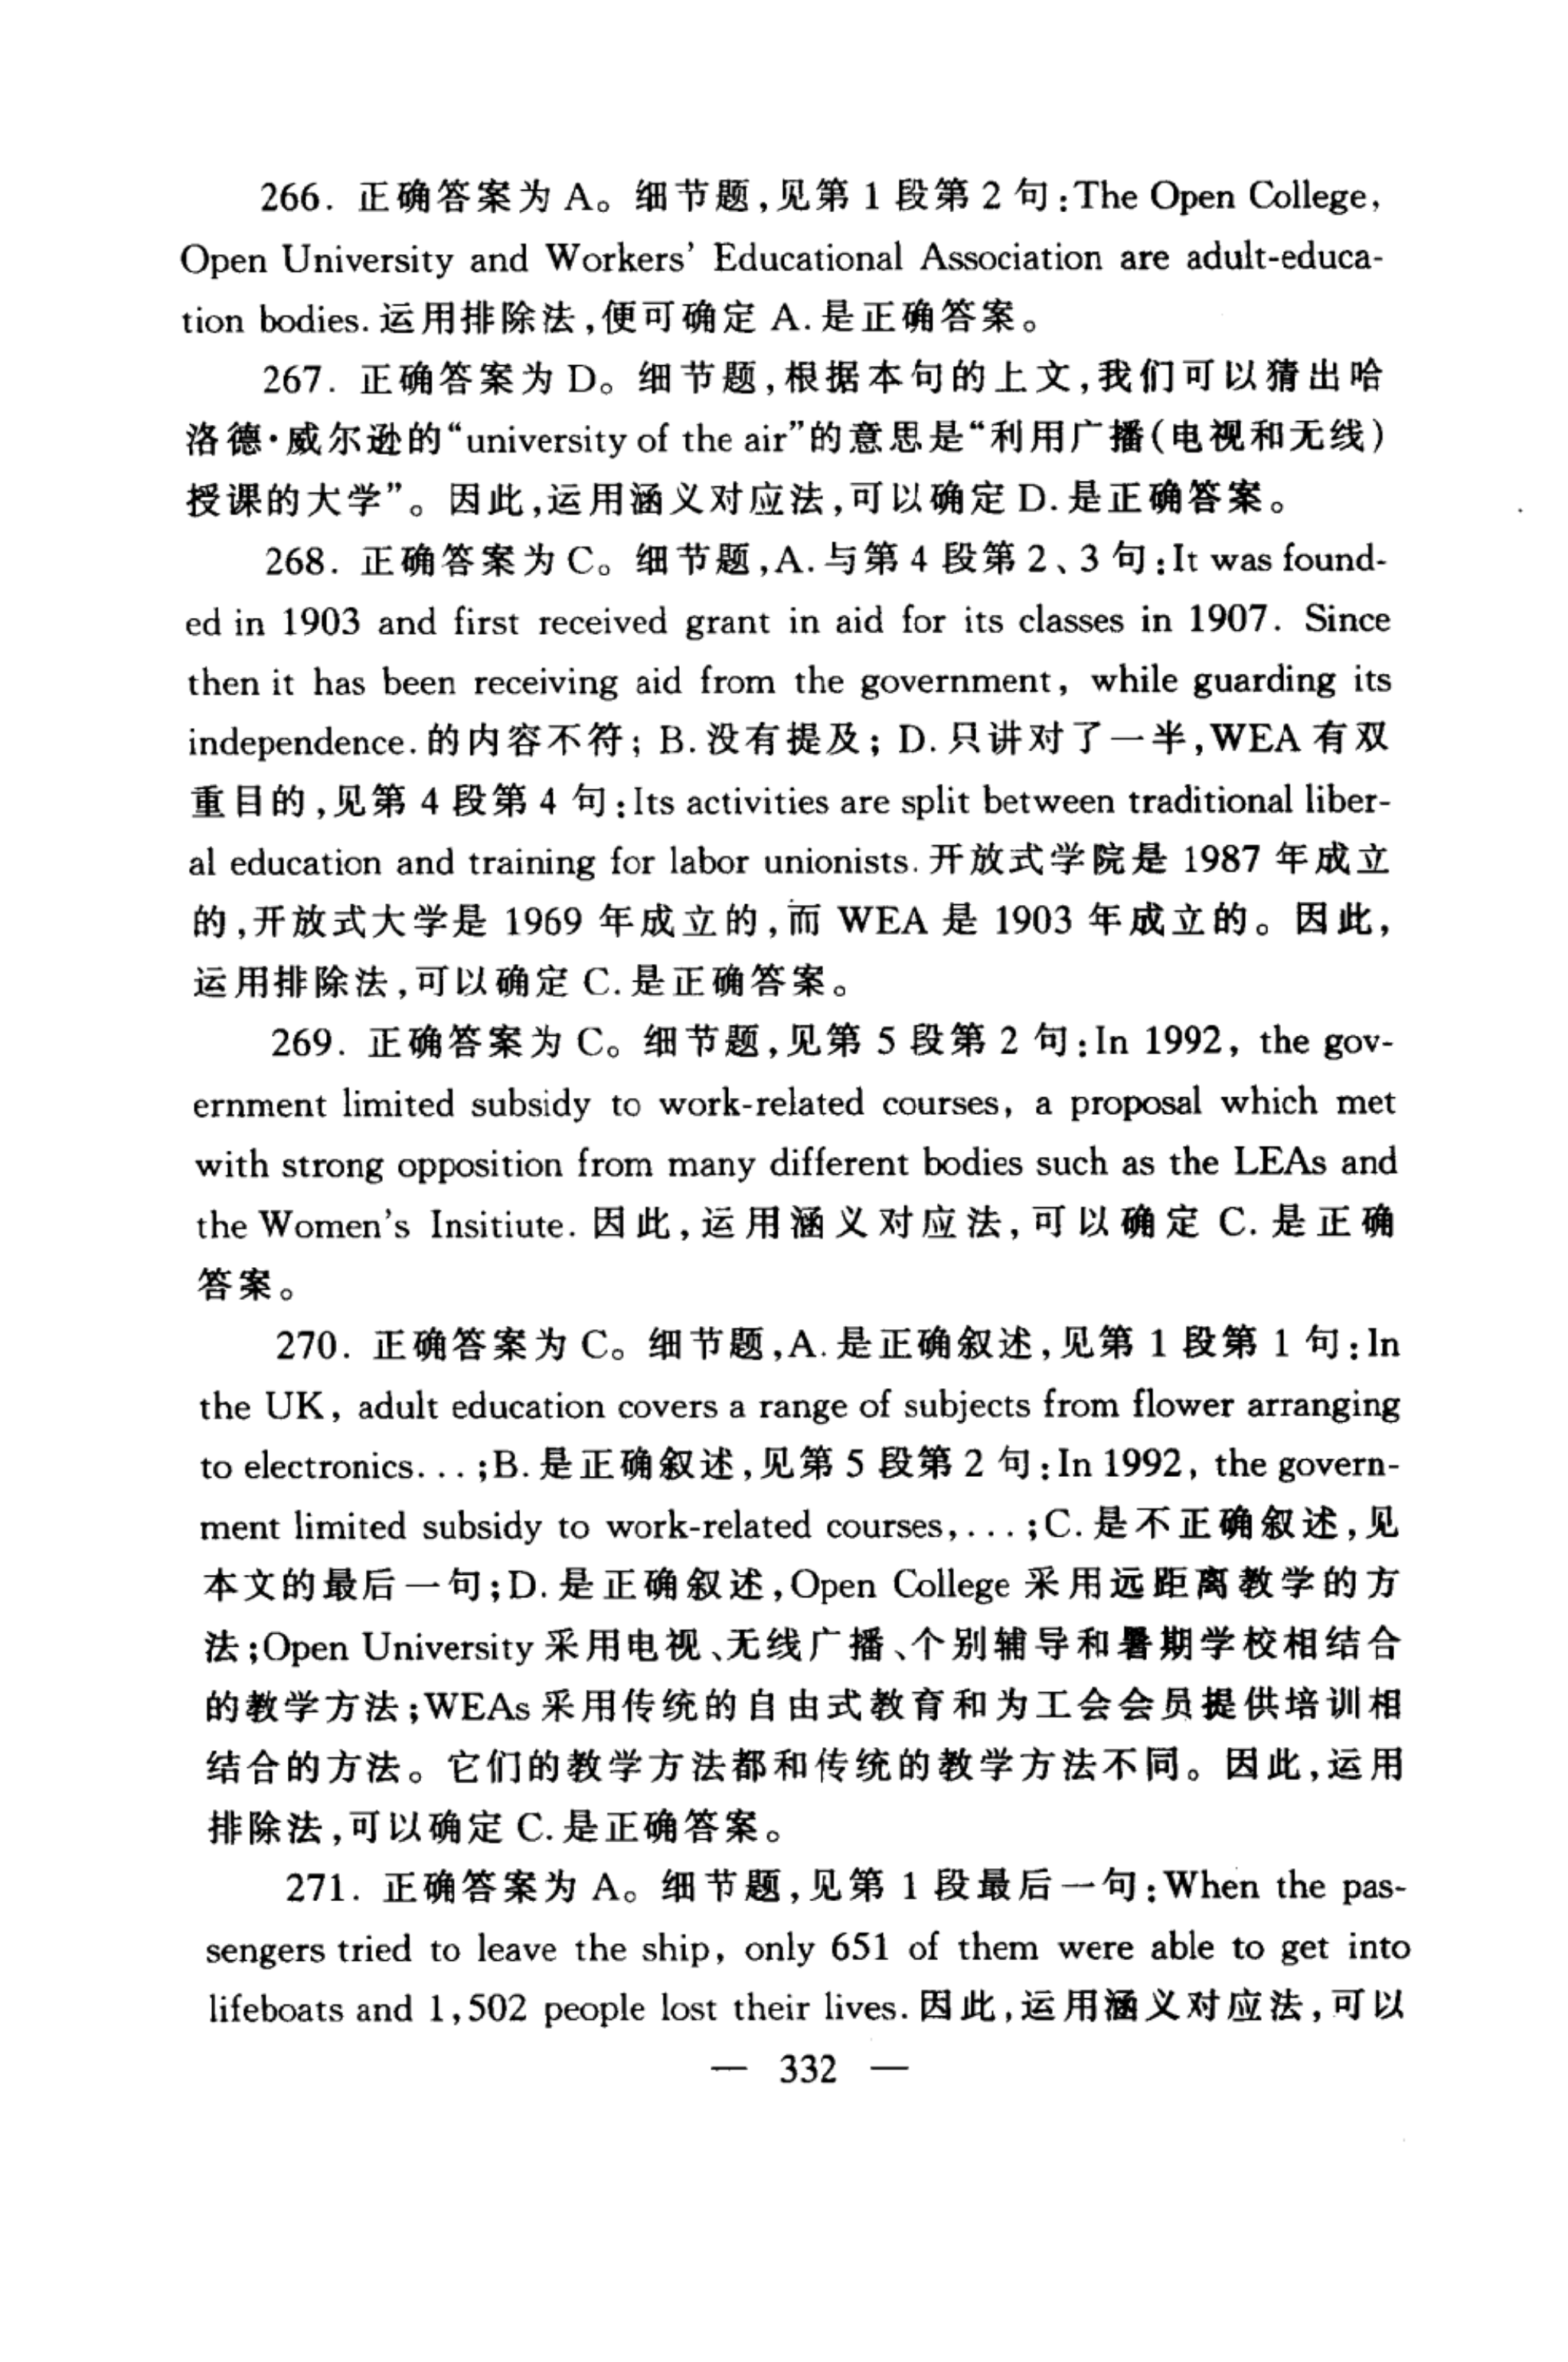 266. 正确答案为 A。细节题,见第 1 段第 2 句:The Open College,
Open University and Workers' Educational Association are adult-educa-
tion bodies. 运用排除法,便可确定 A. 是正确答案。
267. 正确答案为 D。细节题,根据本句的上文,我们可以猜出哈
洛德·威尔逊的“university of the air”的意思是“利用广播(电视和无线)
授课的大学”。因此,运用涵义对应法,可以确定 D. 是正确答案。
268. 正确答案为 C。细节题,A. 与第 4 段第 2、3 句:It was found-
ed in 1903 and first received grant in aid for its classes in 1907. Since
then it has been receiving aid from the government, while guarding its
independence. 的内容不符; B. 没有提及; D. 只讲对了一半,WEA 有双
重目的,见第 4 段第 4 句:Its activities are split between traditional liber-
al education and training for labor unionists. 开放式学院是 1987 年成立
的,开放式大学是 1969 年成立的,而 WEA 是 1903 年成立的。因此,
运用排除法,可以确定 C. 是正确答案。
269. 正确答案为 C。细节题,见第 5 段第 2 句:In 1992, the gov-
ernment limited subsidy to work-related courses, a proposal which met
with strong opposition from many different bodies such as the LEAs and
the Women's Insitiute. 因此,运用涵义对应法,可以确定 C. 是正确
答案。
270. 正确答案为 C。细节题,A. 是正确叙述,见第 1 段第 1 句:In
the UK, adult education covers a range of subjects from flower arranging
to electronics...;B. 是正确叙述,见第 5 段第 2 句:In 1992, the govern-
ment limited subsidy to work-related courses,...;C. 是不正确叙述,见
本文的最后一句;D. 是正确叙述,Open College 采用远距离教学的方
法;Open University 采用电视、无线广播、个别辅导和暑期学校相结合
的教学方法;WEAs 采用传统的自由式教育和为工会会员提供培训相
结合的方法。它们的教学方法都和传统的教学方法不同。因此,运用
排除法,可以确定 C. 是正确答案。
271. 正确答案为 A。细节题,见第 1 段最后一句:When the pas-
sengers tried to leave the ship, only 651 of them were able to get into
lifeboats and 1,502 people lost their lives. 因此,运用涵义对应法,可以
— 332 —